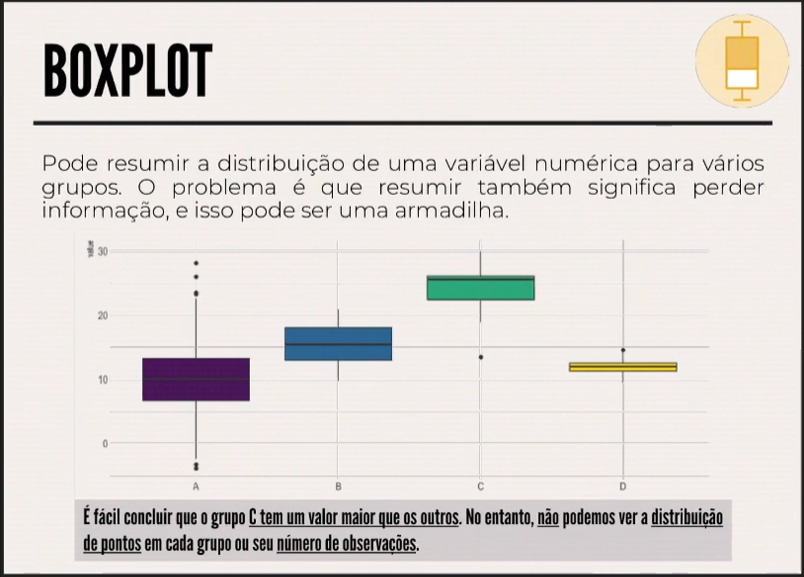 BOXPLOT
Pode resumir a distribuição de uma variável numérica para vários
grupos. O problema é que resumir também significa perder
informação, e isso pode ser uma armadilha.
value
30
20
10
0
A B C D
É fácil concluir que o grupo C tem um valor maior que os outros. No entanto, não podemos ver a distribuição
de pontos em cada grupo ou seu número de observações.